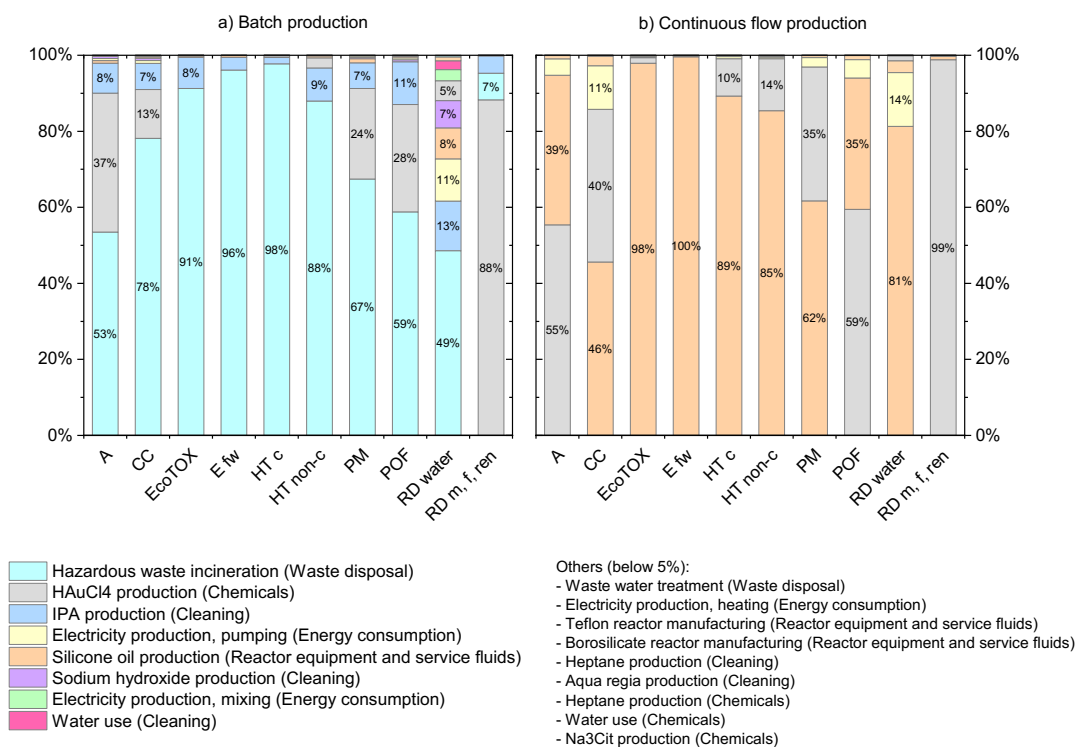 a) Batch production
b) Continuous flow production
100%
80%
60%
40%
20%
0%
53%
37%
8%
78%
13%
7%
91%
8%
96%
98%
88%
9%
67%
24%
7%
59%
28%
11%
49%
13%
11%
8%
7%
5%
88%
7%
A
CC
EcoTOX
E fw
HT c
HT non-c
PM
POF
RD water
RD m, f, ren
55%
39%
46%
40%
11%
98%
100%
89%
10%
85%
14%
62%
35%
59%
35%
81%
14%
99%
100%
80%
60%
40%
20%
0%
A
CC
EcoTOX
E fw
HT c
HT non-c
PM
POF
RD water
RD m, f, ren
Hazardous waste incineration (Waste disposal)
HAuCl4 production (Chemicals)
IPA production (Cleaning)
Electricity production, pumping (Energy consumption)
Silicone oil production (Reactor equipment and service fluids)
Sodium hydroxide production (Cleaning)
Electricity production, mixing (Energy consumption)
Water use (Cleaning)
Others (below 5%):
- Waste water treatment (Waste disposal)
- Electricity production, heating (Energy consumption)
- Teflon reactor manufacturing (Reactor equipment and service fluids)
- Borosilicate reactor manufacturing (Reactor equipment and service fluids)
- Heptane production (Cleaning)
- Aqua regia production (Cleaning)
- Heptane production (Chemicals)
- Water use (Chemicals)
- Na3Cit production (Chemicals)